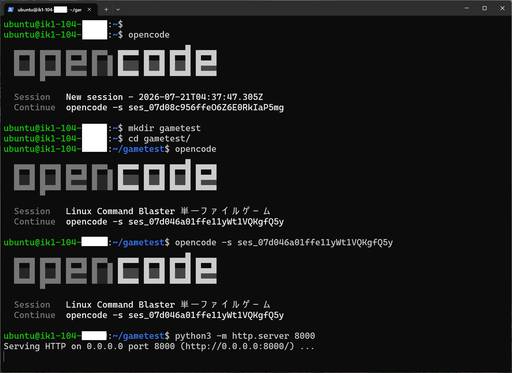 ubuntu@ik1-104- :~/gam
ubuntu@ik1-104- :~$
ubuntu@ik1-104- :~$ opencode
opencode
Session New session - 2026-07-21T04:37:47.305Z
Continue opencode -s ses_07d08c956ffeO6Z6E0RkIaP5mg
ubuntu@ik1-104- :~$ mkdir gametest
ubuntu@ik1-104- :~$ cd gametest/
ubuntu@ik1-104- :~/gametest$ opencode
opencode
Session Linux Command Blaster 単一ファイルゲーム
Continue opencode -s ses_07d046a01ffe11yWt1VQKgfQ5y
ubuntu@ik1-104- :~/gametest$ opencode -s ses_07d046a01ffe11yWt1VQKgfQ5y
opencode
Session Linux Command Blaster 単一ファイルゲーム
Continue opencode -s ses_07d046a01ffe11yWt1VQKgfQ5y
ubuntu@ik1-104- :~/gametest$ python3 -m http.server 8000
Serving HTTP on 0.0.0.0 port 8000 (http://0.0.0.0:8000/) ...